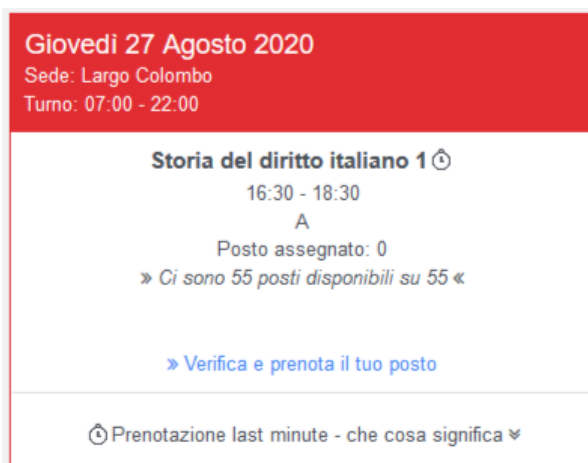 Giovedì 27 Agosto 2020
Sede: Largo Colombo
Turno: 07:00 - 22:00
Storia del diritto italiano 1
16:30 - 18:30
A
Posto assegnato: 0
» Ci sono 55 posti disponibili su 55 «
» Verifica e prenota il tuo posto
Prenotazione last minute - che cosa significa